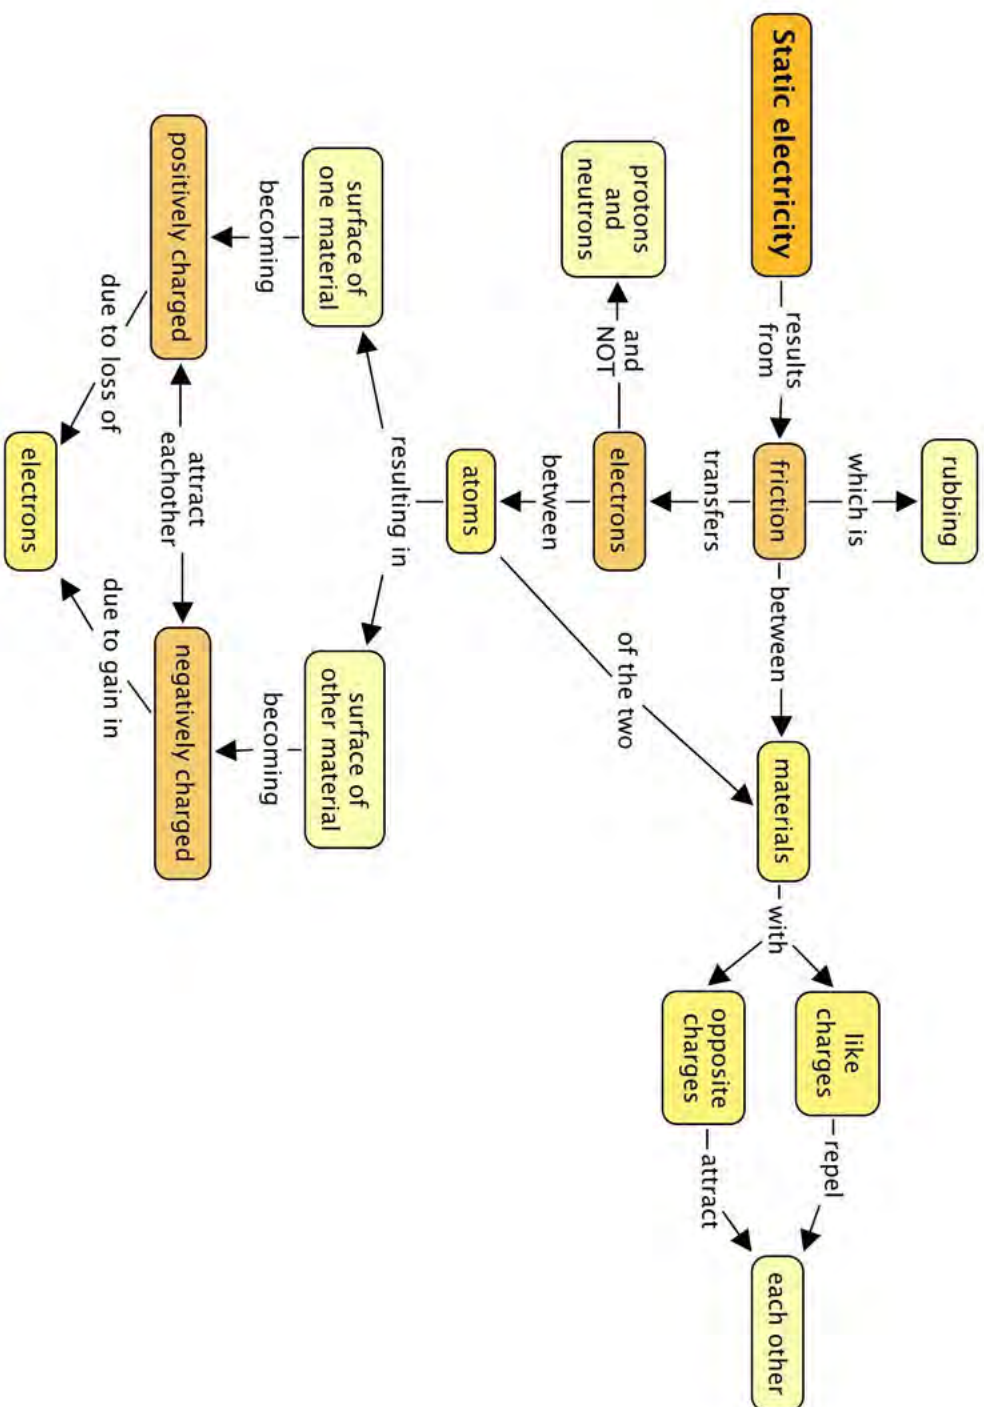 rubbing
which is
Static electricity
results
from
friction
between
materials
with
like
charges
repel
opposite
charges
attract
each other
transfers
protons
and
neutrons
and
NOT
electrons
between
of the two
atoms
resulting in
surface of
one material
surface of
other material
becoming
becoming
positively charged
attract
eachother
negatively charged
due to loss of
due to gain in
electrons